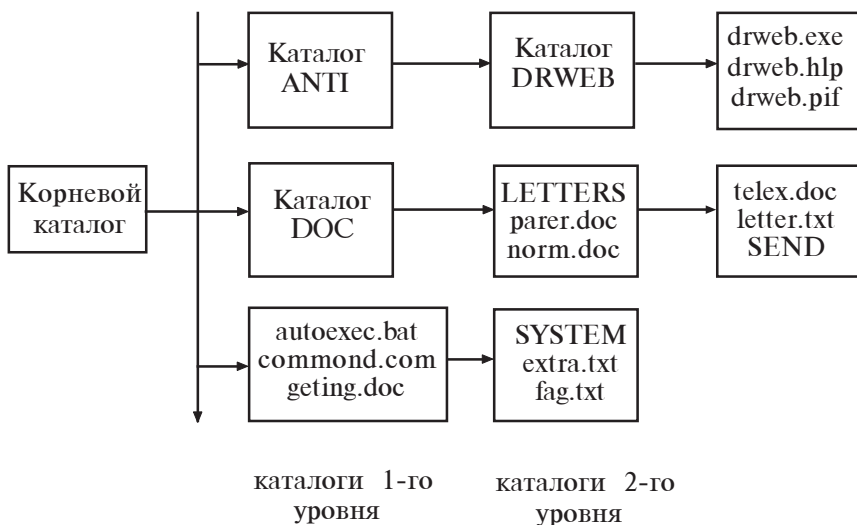 Каталог
ANTI
Каталог
DRWEB
drweb.exe
drweb.hlp
drweb.pif
Корневой
каталог
Каталог
DOC
LETTERS
parer.doc
norm.doc
telex.doc
letter.txt
SEND
autoexec.bat
commond.com
geting.doc
SYSTEM
extra.txt
fag.txt
каталоги 1-го
уровня
каталоги 2-го
уровня